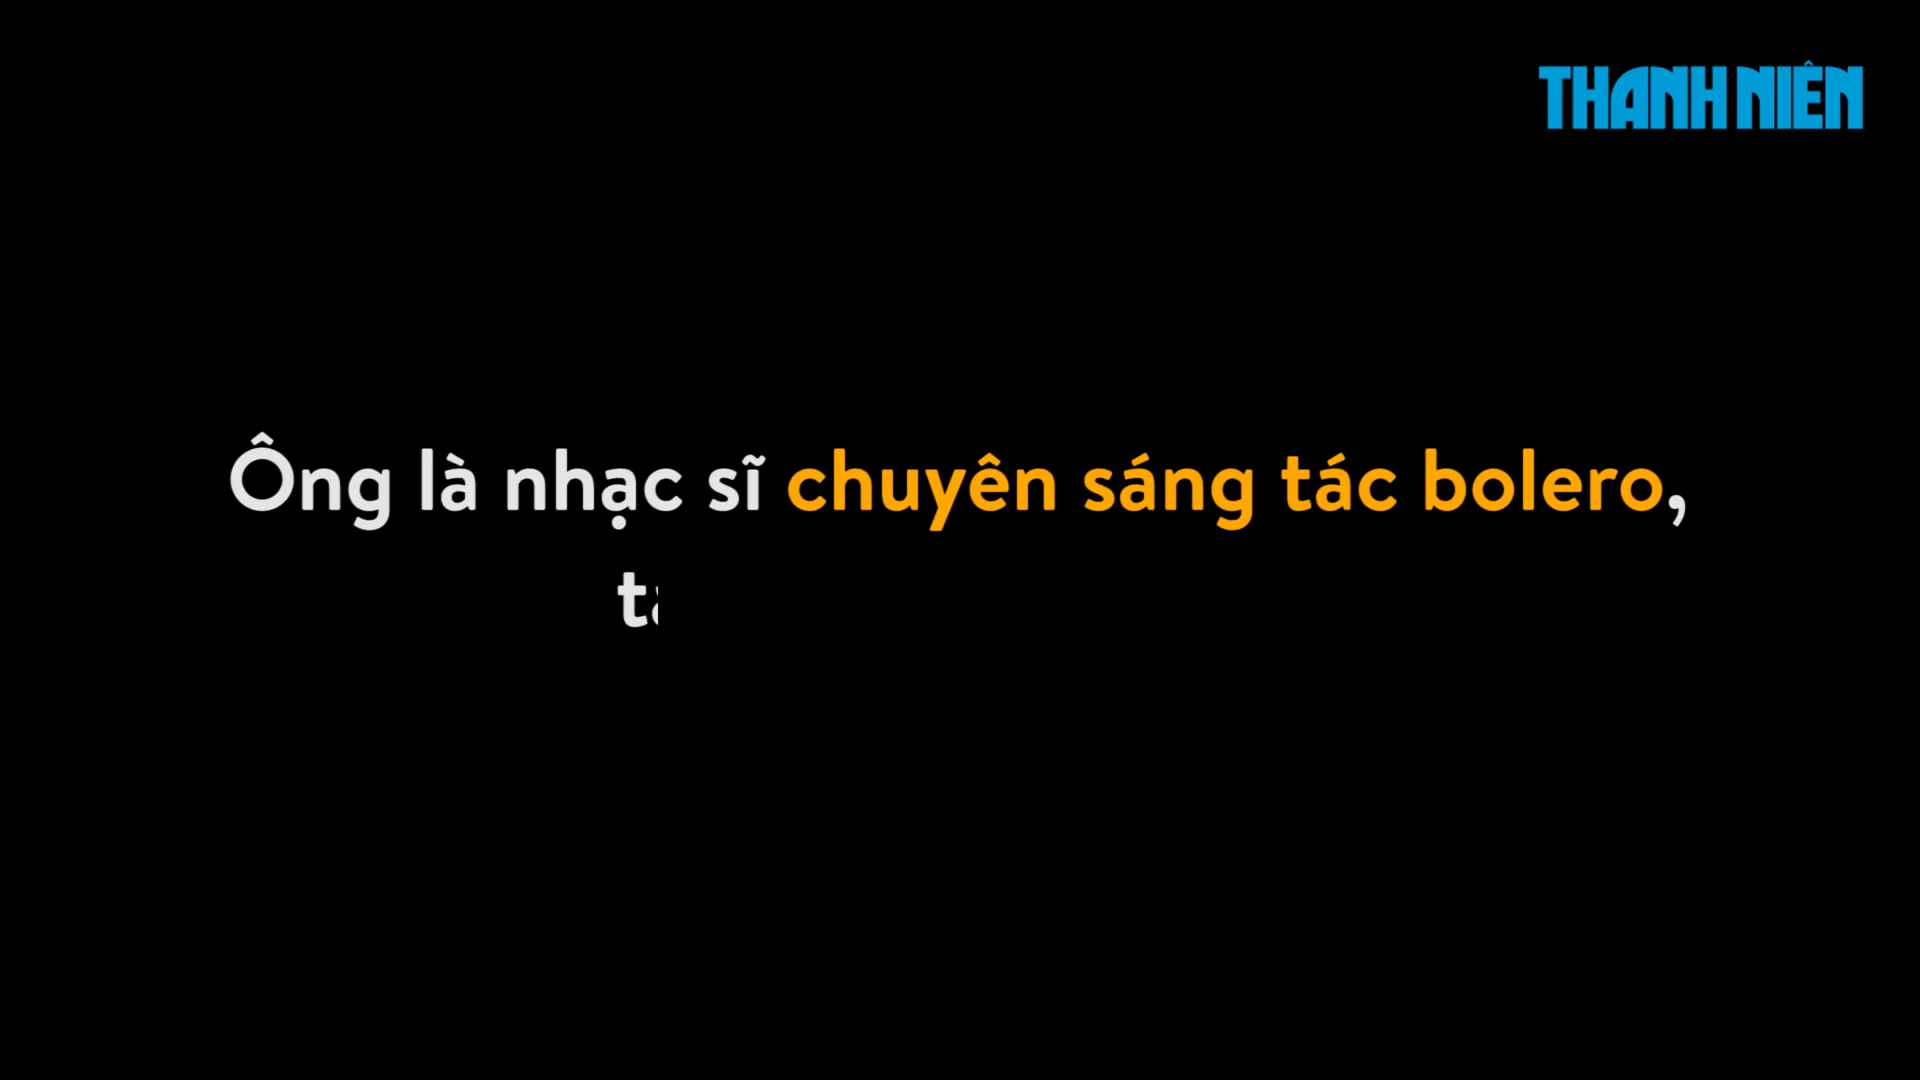 THANH NIÊN
Ông là nhạc sĩ chuyên sáng tác bolero,